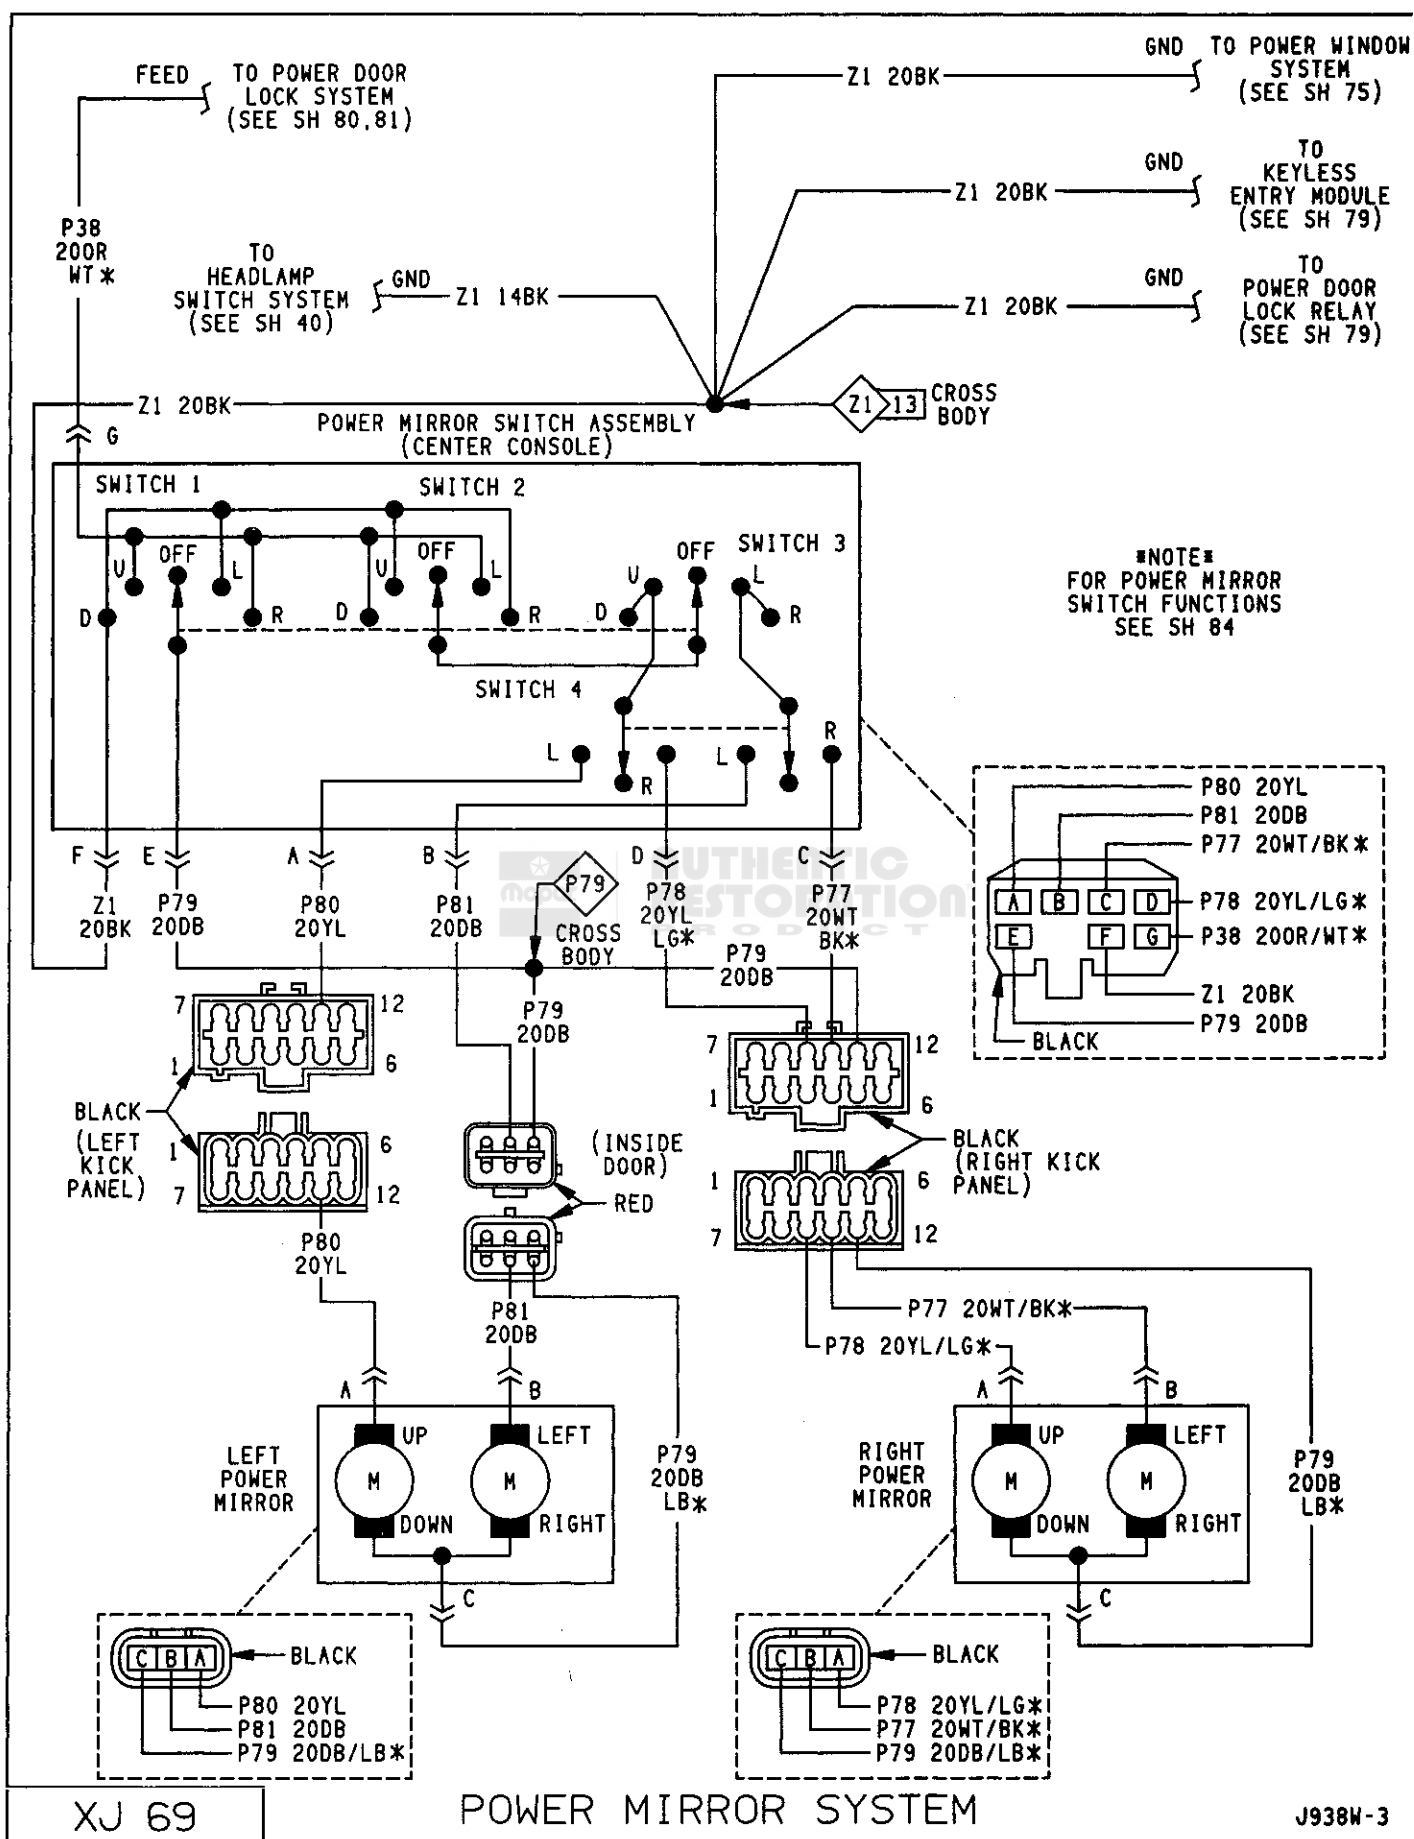 FEED
TO POWER DOOR
LOCK SYSTEM
(SEE SH 80,81)
Z1 20BK
GND
TO POWER WINDOW
SYSTEM
(SEE SH 75)
Z1 20BK
GND
TO
KEYLESS
ENTRY MODULE
(SEE SH 79)
P38
20OR
WT*
TO
HEADLAMP
SWITCH SYSTEM
(SEE SH 40)
GND
Z1 14BK
Z1 20BK
GND
TO
POWER DOOR
LOCK RELAY
(SEE SH 79)
Z1 20BK
Z1
13
CROSS
BODY
G
POWER MIRROR SWITCH ASSEMBLY
(CENTER CONSOLE)
SWITCH 1
SWITCH 2
SWITCH 3
U
OFF
L
D
R
U
OFF
L
D
R
U
OFF
L
D
R
*NOTE*
FOR POWER MIRROR
SWITCH FUNCTIONS
SEE SH 84
SWITCH 4
L
R
L
R
P80 20YL
P81 20DB
P77 20WT/BK*
A
B
C
D
P78 20YL/LG*
E
F
G
P38 20OR/WT*
Z1 20BK
P79 20DB
BLACK
F
E
A
B
D
C
Z1
20BK
P79
20DB
P80
20YL
P81
20DB
P79
CROSS
BODY
P78
20YL
LG*
P77
20WT
BK*
Mopar
AUTHENTIC
RESTORATION
PRODUCT
P79
20DB
P79
20DB
7
12
1
6
BLACK
(LEFT
KICK
PANEL)
1
6
7
12
(INSIDE
DOOR)
RED
7
12
1
6
BLACK
(RIGHT KICK
PANEL)
1
6
7
12
P80
20YL
P81
20DB
P77 20WT/BK*
P78 20YL/LG*
A
B
LEFT
POWER
MIRROR
UP
M
DOWN
LEFT
M
RIGHT
C
P79
20DB
LB*
A
B
RIGHT
POWER
MIRROR
UP
M
DOWN
LEFT
M
RIGHT
C
P79
20DB
LB*
C
B
A
BLACK
P80 20YL
P81 20DB
P79 20DB/LB*
C
B
A
BLACK
P78 20YL/LG*
P77 20WT/BK*
P79 20DB/LB*
XJ 69
POWER MIRROR SYSTEM
J938W-3